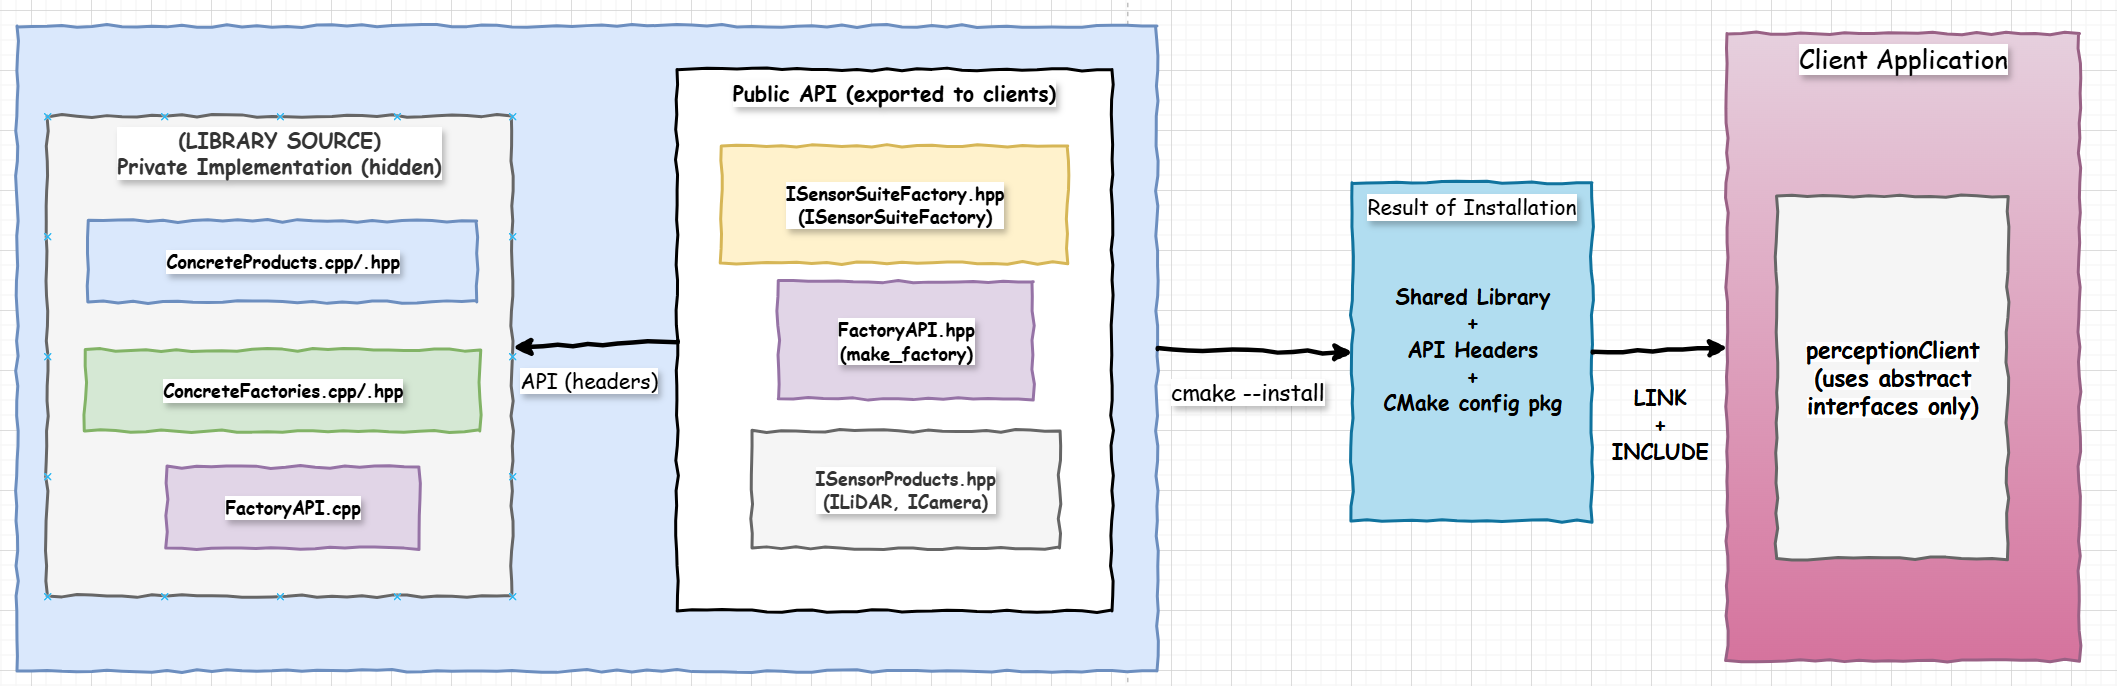 (LIBRARY SOURCE)
Private Implementation (hidden)
ConcreteProducts.cpp/.hpp
ConcreteFactories.cpp/.hpp
FactoryAPI.cpp
API (headers)
Public API (exported to clients)
ISensorSuiteFactory.hpp
(ISensorSuiteFactory)
FactoryAPI.hpp
(make_factory)
ISensorProducts.hpp
(ILiDAR, ICamera)
cmake --install
Result of Installation
Shared Library
+
API Headers
+
CMake config pkg
LINK
+
INCLUDE
Client Application
perceptionClient
(uses abstract
interfaces only)